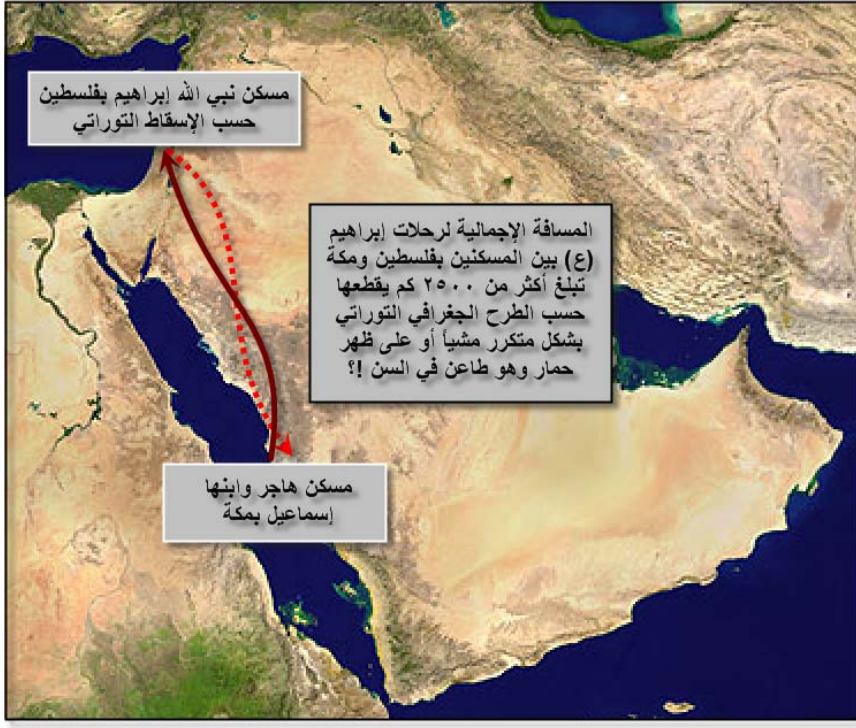 مسكن نبي الله إبراهيم بفلسطين
حسب الإسقاط التوراتي
المسافة الإجمالية لرحلات إبراهيم
(ع) بين المسكنين بفلسطين ومكة
تبلغ أكثر من ٢٥٠٠ كم يقطعها
حسب الطرح الجغرافي التوراتي
بشكل متكرر مشياً أو على ظهر
حمار وهو طاعن في السن !؟
مسكن هاجر وابنها
إسماعيل بمكة